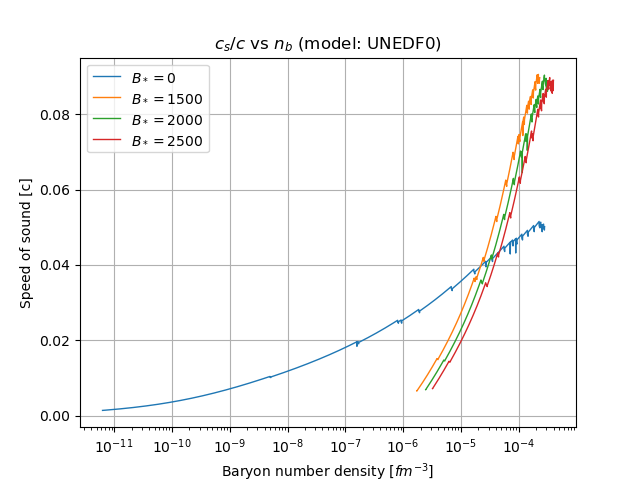 c_s/c vs n_b (model: UNEDF0)
B_* = 0
B_* = 1500
B_* = 2000
B_* = 2500
Speed of sound [c]
0.08
0.06
0.04
0.02
0.00
10^{-11} 10^{-10} 10^{-9} 10^{-8} 10^{-7} 10^{-6} 10^{-5} 10^{-4}
Baryon number density [fm^{-3}]